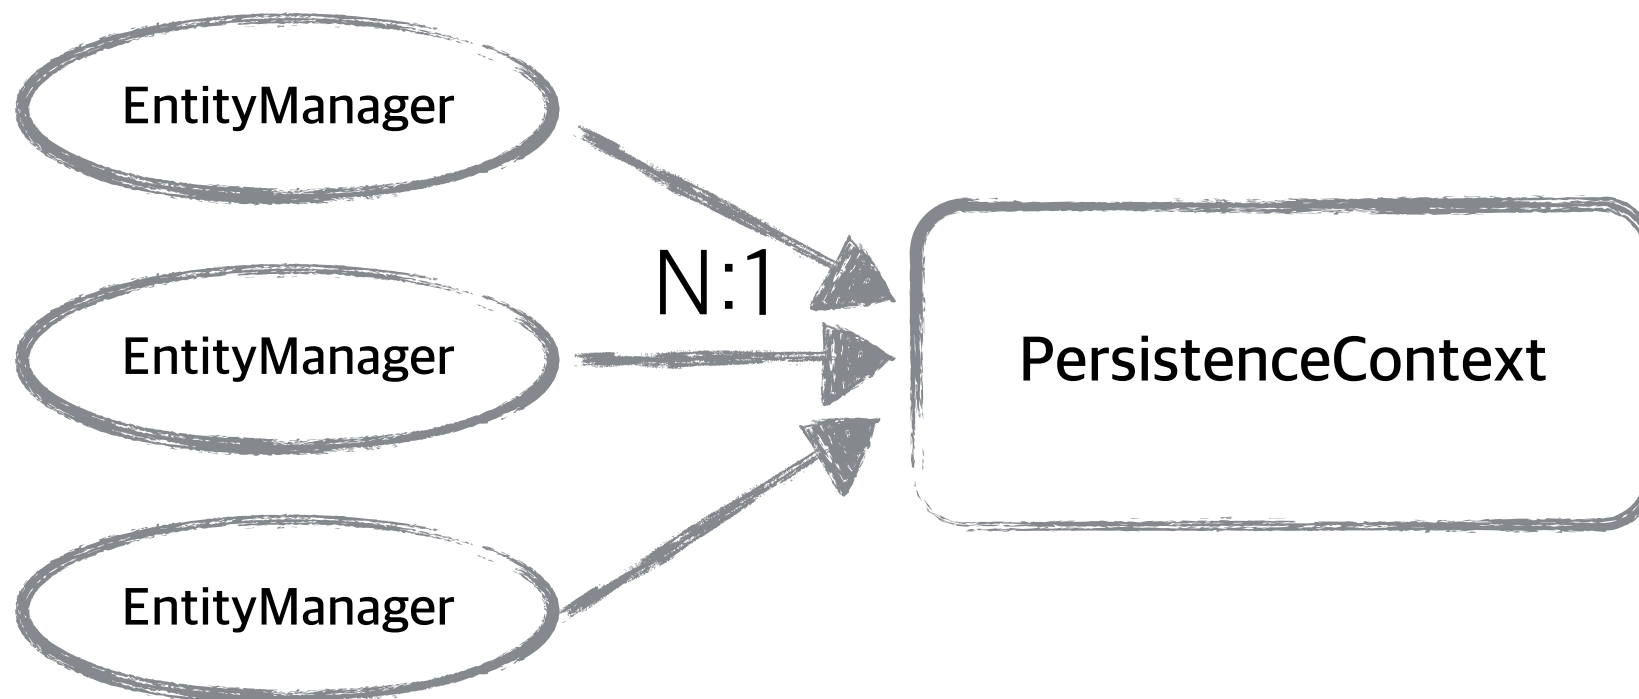 EntityManager
N:1
EntityManager
PersistenceContext
EntityManager